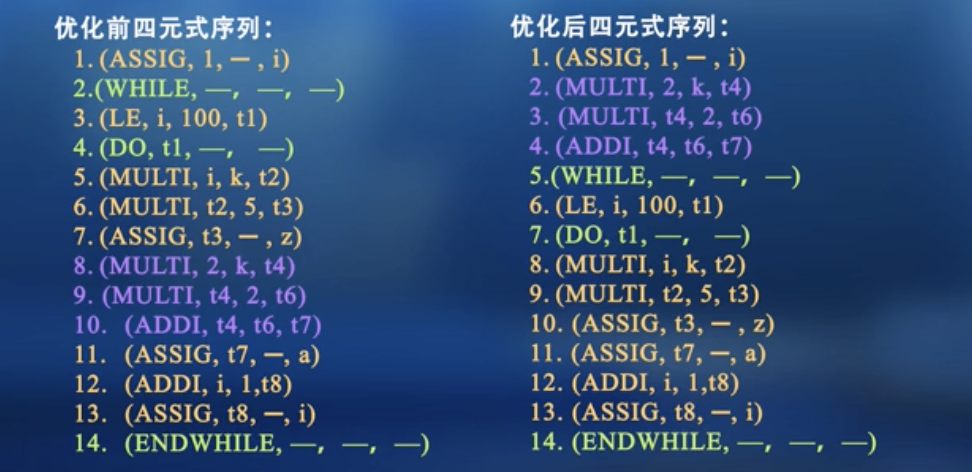 优化前四元式序列：
1. (ASSIG, 1, — , i)
2.(WHILE, —, —, —)
3. (LE, i, 100, t1)
4. (DO, t1, —, —)
5. (MULTI, i, k, t2)
6. (MULTI, t2, 5, t3)
7. (ASSIG, t3, — , z)
8. (MULTI, 2, k, t4)
9. (MULTI, t4, 2, t6)
10. (ADDI, t4, t6, t7)
11. (ASSIG, t7, —, a)
12. (ADDI, i, 1,t8)
13. (ASSIG, t8, —, i)
14. (ENDWHILE, —, —, —)
优化后四元式序列：
1. (ASSIG, 1, — , i)
2. (MULTI, 2, k, t4)
3. (MULTI, t4, 2, t6)
4. (ADDI, t4, t6, t7)
5.(WHILE, —, —, —)
6. (LE, i, 100, t1)
7. (DO, t1, —, —)
8. (MULTI, i, k, t2)
9. (MULTI, t2, 5, t3)
10. (ASSIG, t3, — , z)
11. (ASSIG, t7, —, a)
12. (ADDI, i, 1,t8)
13. (ASSIG, t8, —, i)
14. (ENDWHILE, —, —, —)